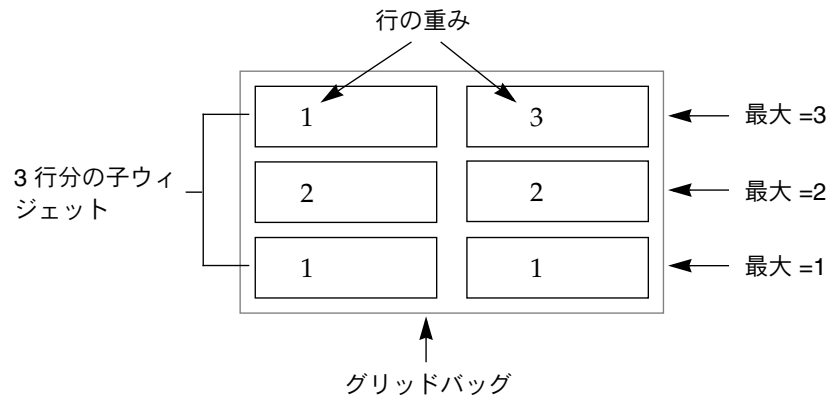 行の重み
1 3 最大 =3
3 行分の子ウィ
ジェット
2 2 最大 =2
1 1 最大 =1
グリッドバッグ